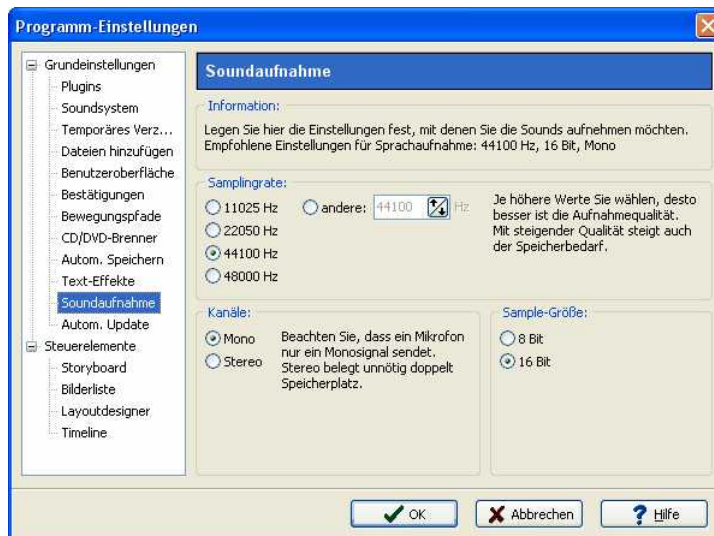 Programm-Einstellungen
Grundeinstellungen
Plugins
Soundsystem
Temporäres Verz...
Dateien hinzufügen
Benutzeroberfläche
Bestätigungen
Bewegungspfade
CD/DVD-Brenner
Autom. Speichern
Text-Effekte
Soundaufnahme
Autom. Update
Steuerelemente
Storyboard
Bilderliste
Layoutdesigner
Timeline
Soundaufnahme
Information:
Legen Sie hier die Einstellungen fest, mit denen Sie die Sounds aufnehmen möchten.
Empfohlene Einstellungen für Sprachaufnahme: 44100 Hz, 16 Bit, Mono
Samplingrate:
11025 Hz
andere: 44100 Hz
22050 Hz
44100 Hz
48000 Hz
Je höhere Werte Sie wählen, desto
besser ist die Aufnahmequalität.
Mit steigender Qualität steigt auch
der Speicherbedarf.
Kanäle:
Mono
Stereo
Beachten Sie, dass ein Mikrofon
nur ein Monosignal sendet.
Stereo belegt unnötig doppelt
Speicherplatz.
Sample-Größe:
8 Bit
16 Bit
OK
Abbrechen
Hilfe